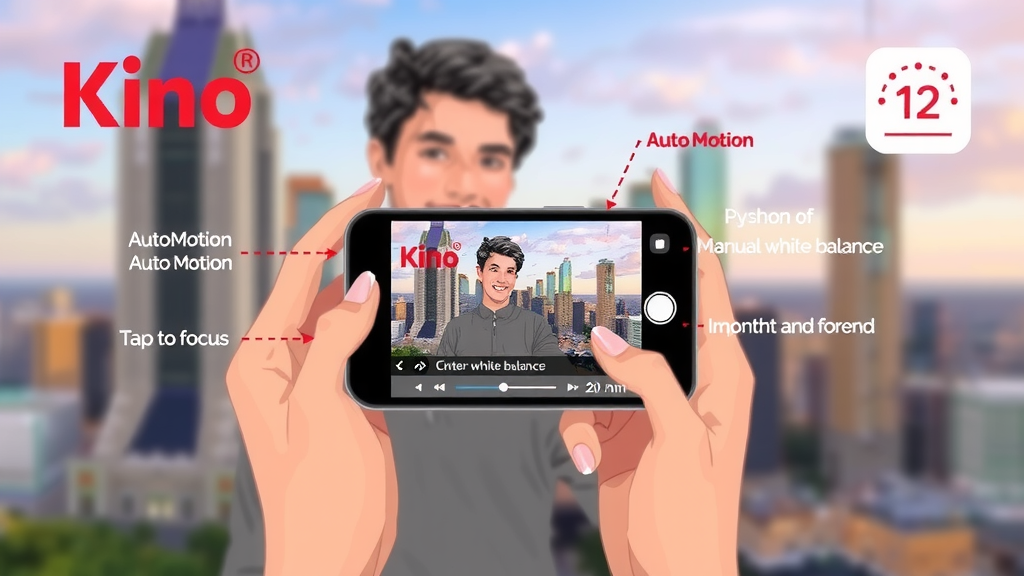 Kino®
12
Auto Motion
AutoMotion
Auto Motion
Pyshon of
Manual white balance
Tap to focus
Imontht and forend
Kino®
Cnter white balance
20